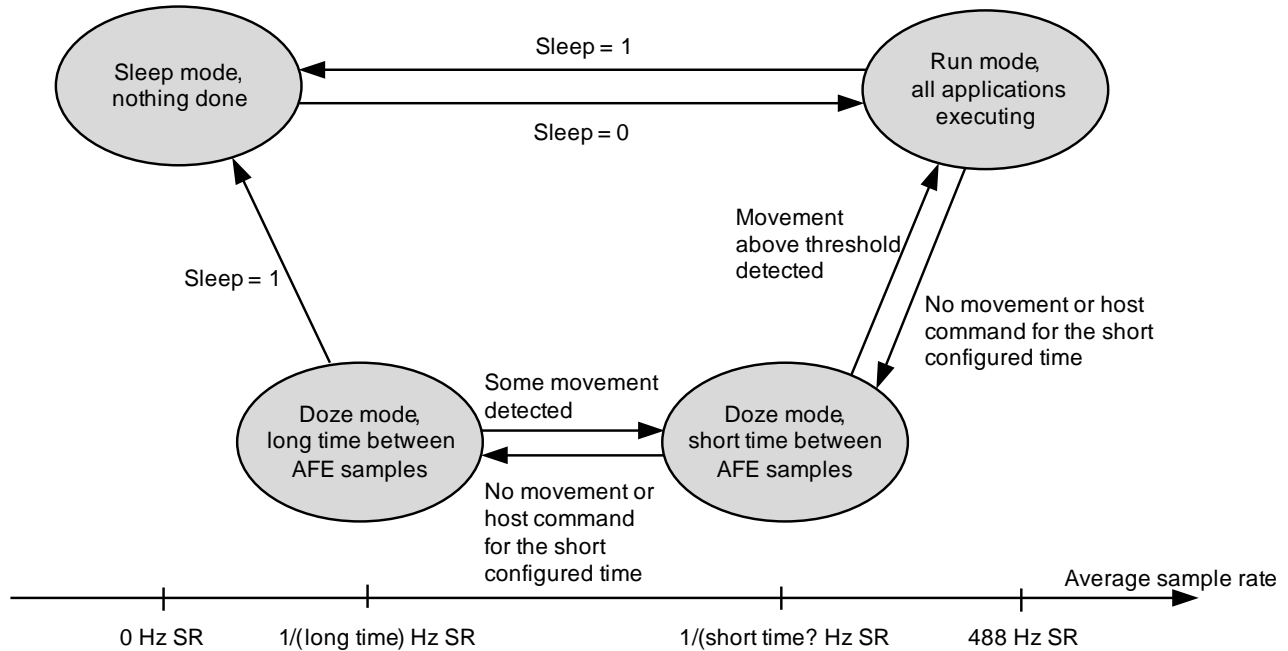 Sleep = 1
Sleep mode,
nothing done
Run mode,
all applications
executing
Sleep = 0
Movement
above threshold
detected
Sleep = 1
No movement or host
command for the short
configured time
Some movement
detected
Doze mode,
long time between
AFE samples
Doze mode,
short time between
AFE samples
No movement or
host command
for the short
configured time
Average sample rate
0 Hz SR
1/(long time) Hz SR
1/(short time? Hz SR
488 Hz SR